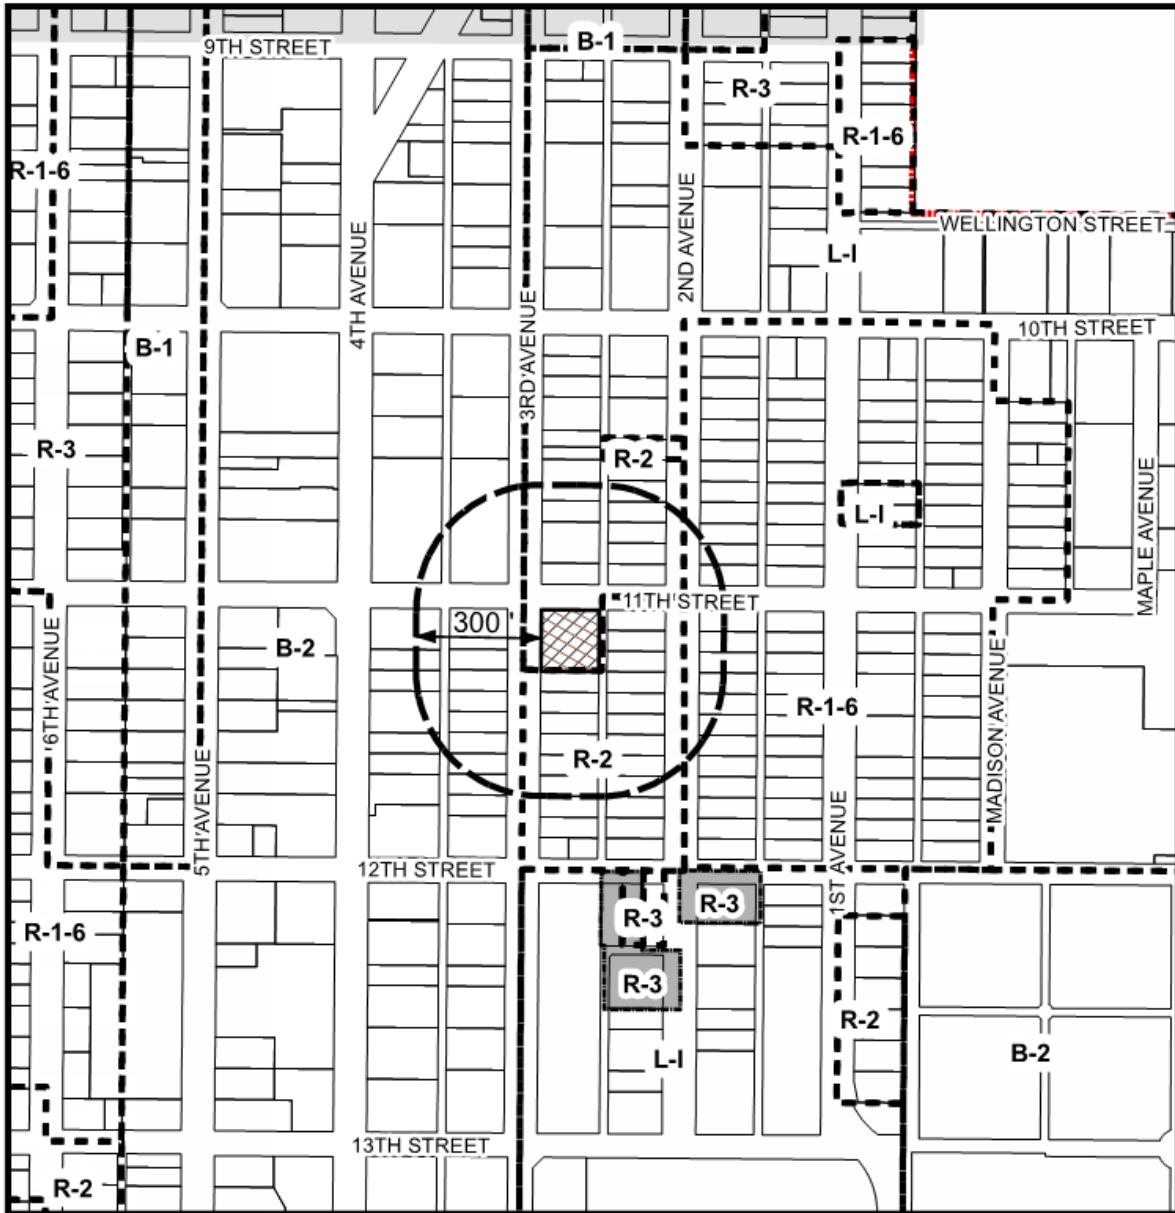 B-1
9TH STREET
R-3
R-1-6
R-1-6
WELLINGTON STREET
2ND AVENUE
L-I
4TH AVENUE
3RD AVENUE
10TH STREET
B-1
R-3
R-2
L-I
MAPLE AVENUE
11TH STREET
300 '
B-2
6TH AVENUE
R-1-6
MADISON AVENUE
R-2
5TH AVENUE
1ST AVENUE
12TH STREET
R-3
R-3
R-1-6
R-3
R-2
B-2
L-I
13TH STREET
R-2